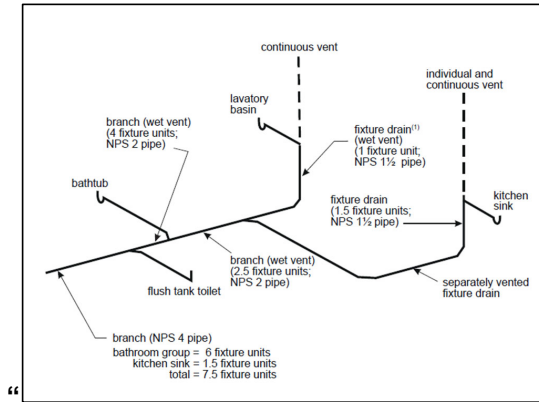 continuous vent
individual and
continuous vent
lavatory
basin
branch (wet vent)
(4 fixture units;
NPS 2 pipe)
fixture drain(1)
(wet vent)
(1 fixture unit;
NPS 1½ pipe)
bathtub
fixture drain
(1.5 fixture units;
NPS 1½ pipe)
kitchen
sink
branch (wet vent)
(2.5 fixture units;
NPS 2 pipe)
flush tank toilet
separately vented
fixture drain
branch (NPS 4 pipe)
bathroom group = 6 fixture units
kitchen sink = 1.5 fixture units
total = 7.5 fixture units
“